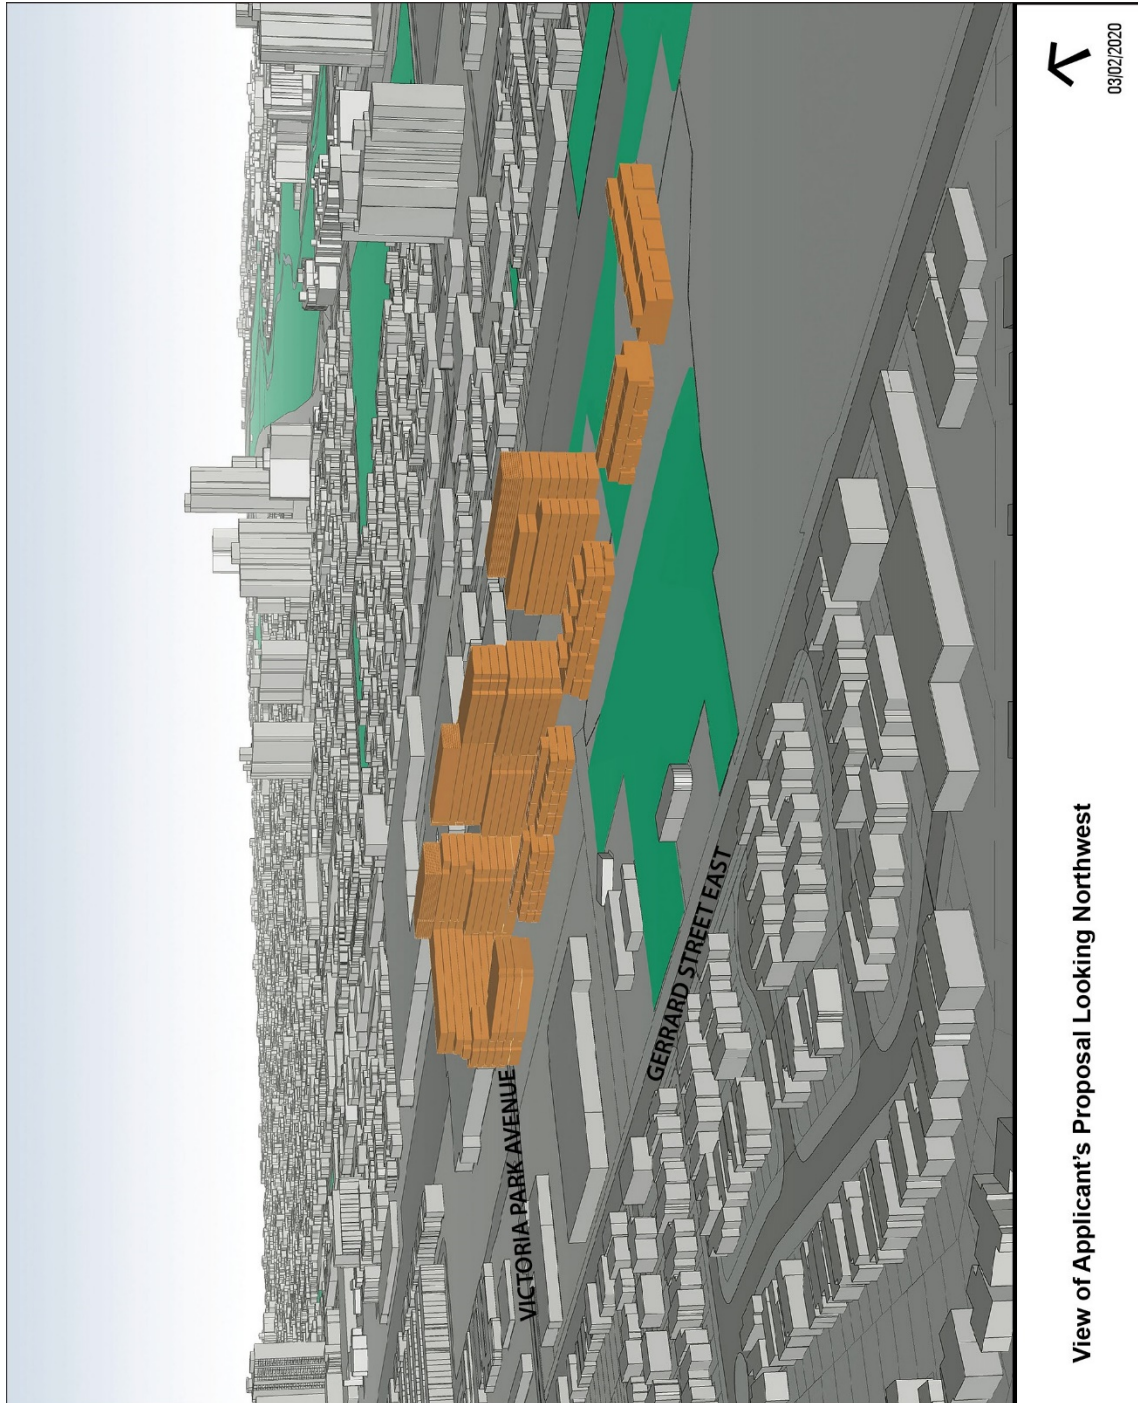 VICTORIA PARK AVENUE
GERRARD STREET EAST
View of Applicant's Proposal Looking Northwest
03/02/2020